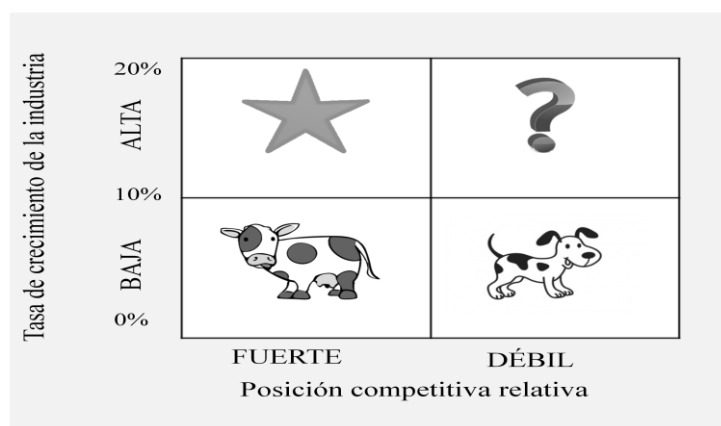 Tasa de crecimiento de la industria
20%
ALTA
10%
BAJA
0%
FUERTE
DÉBIL
Posición competitiva relativa